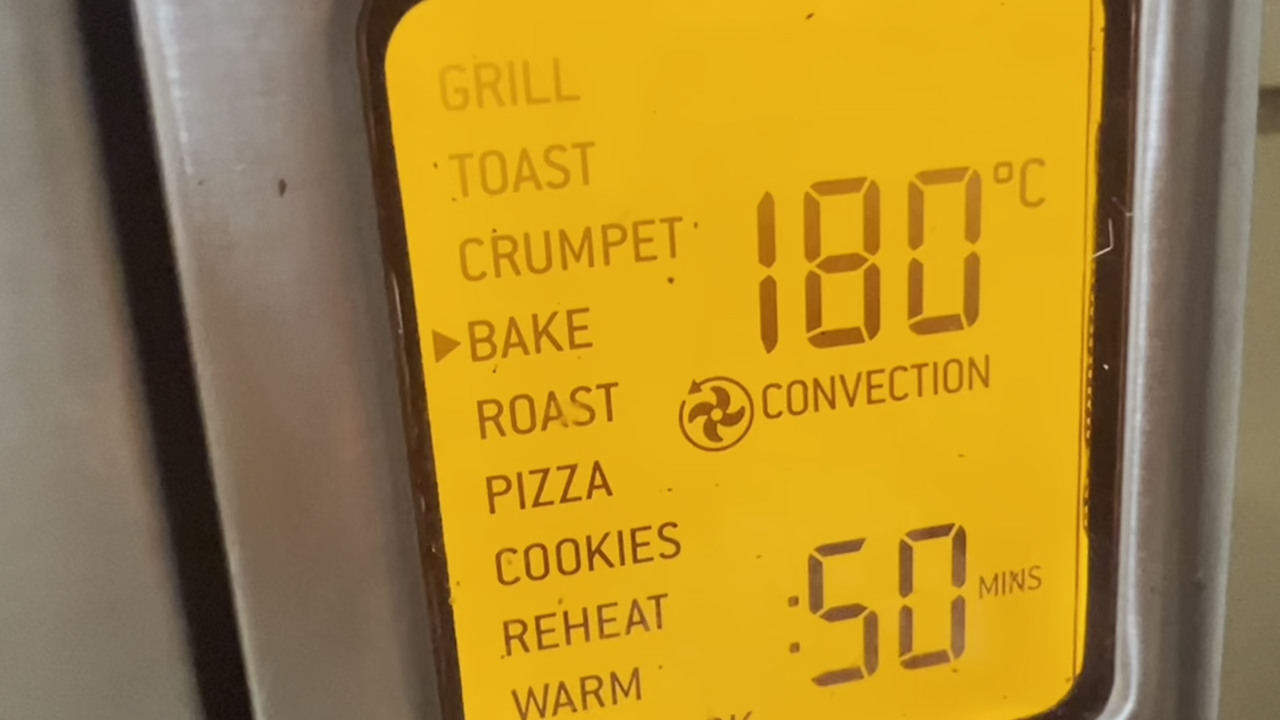 GRILL
TOAST
CRUMPET
180°C
▶BAKE
ROAST
CONVECTION
PIZZA
COOKIES
:50 MINS
REHEAT
WARM